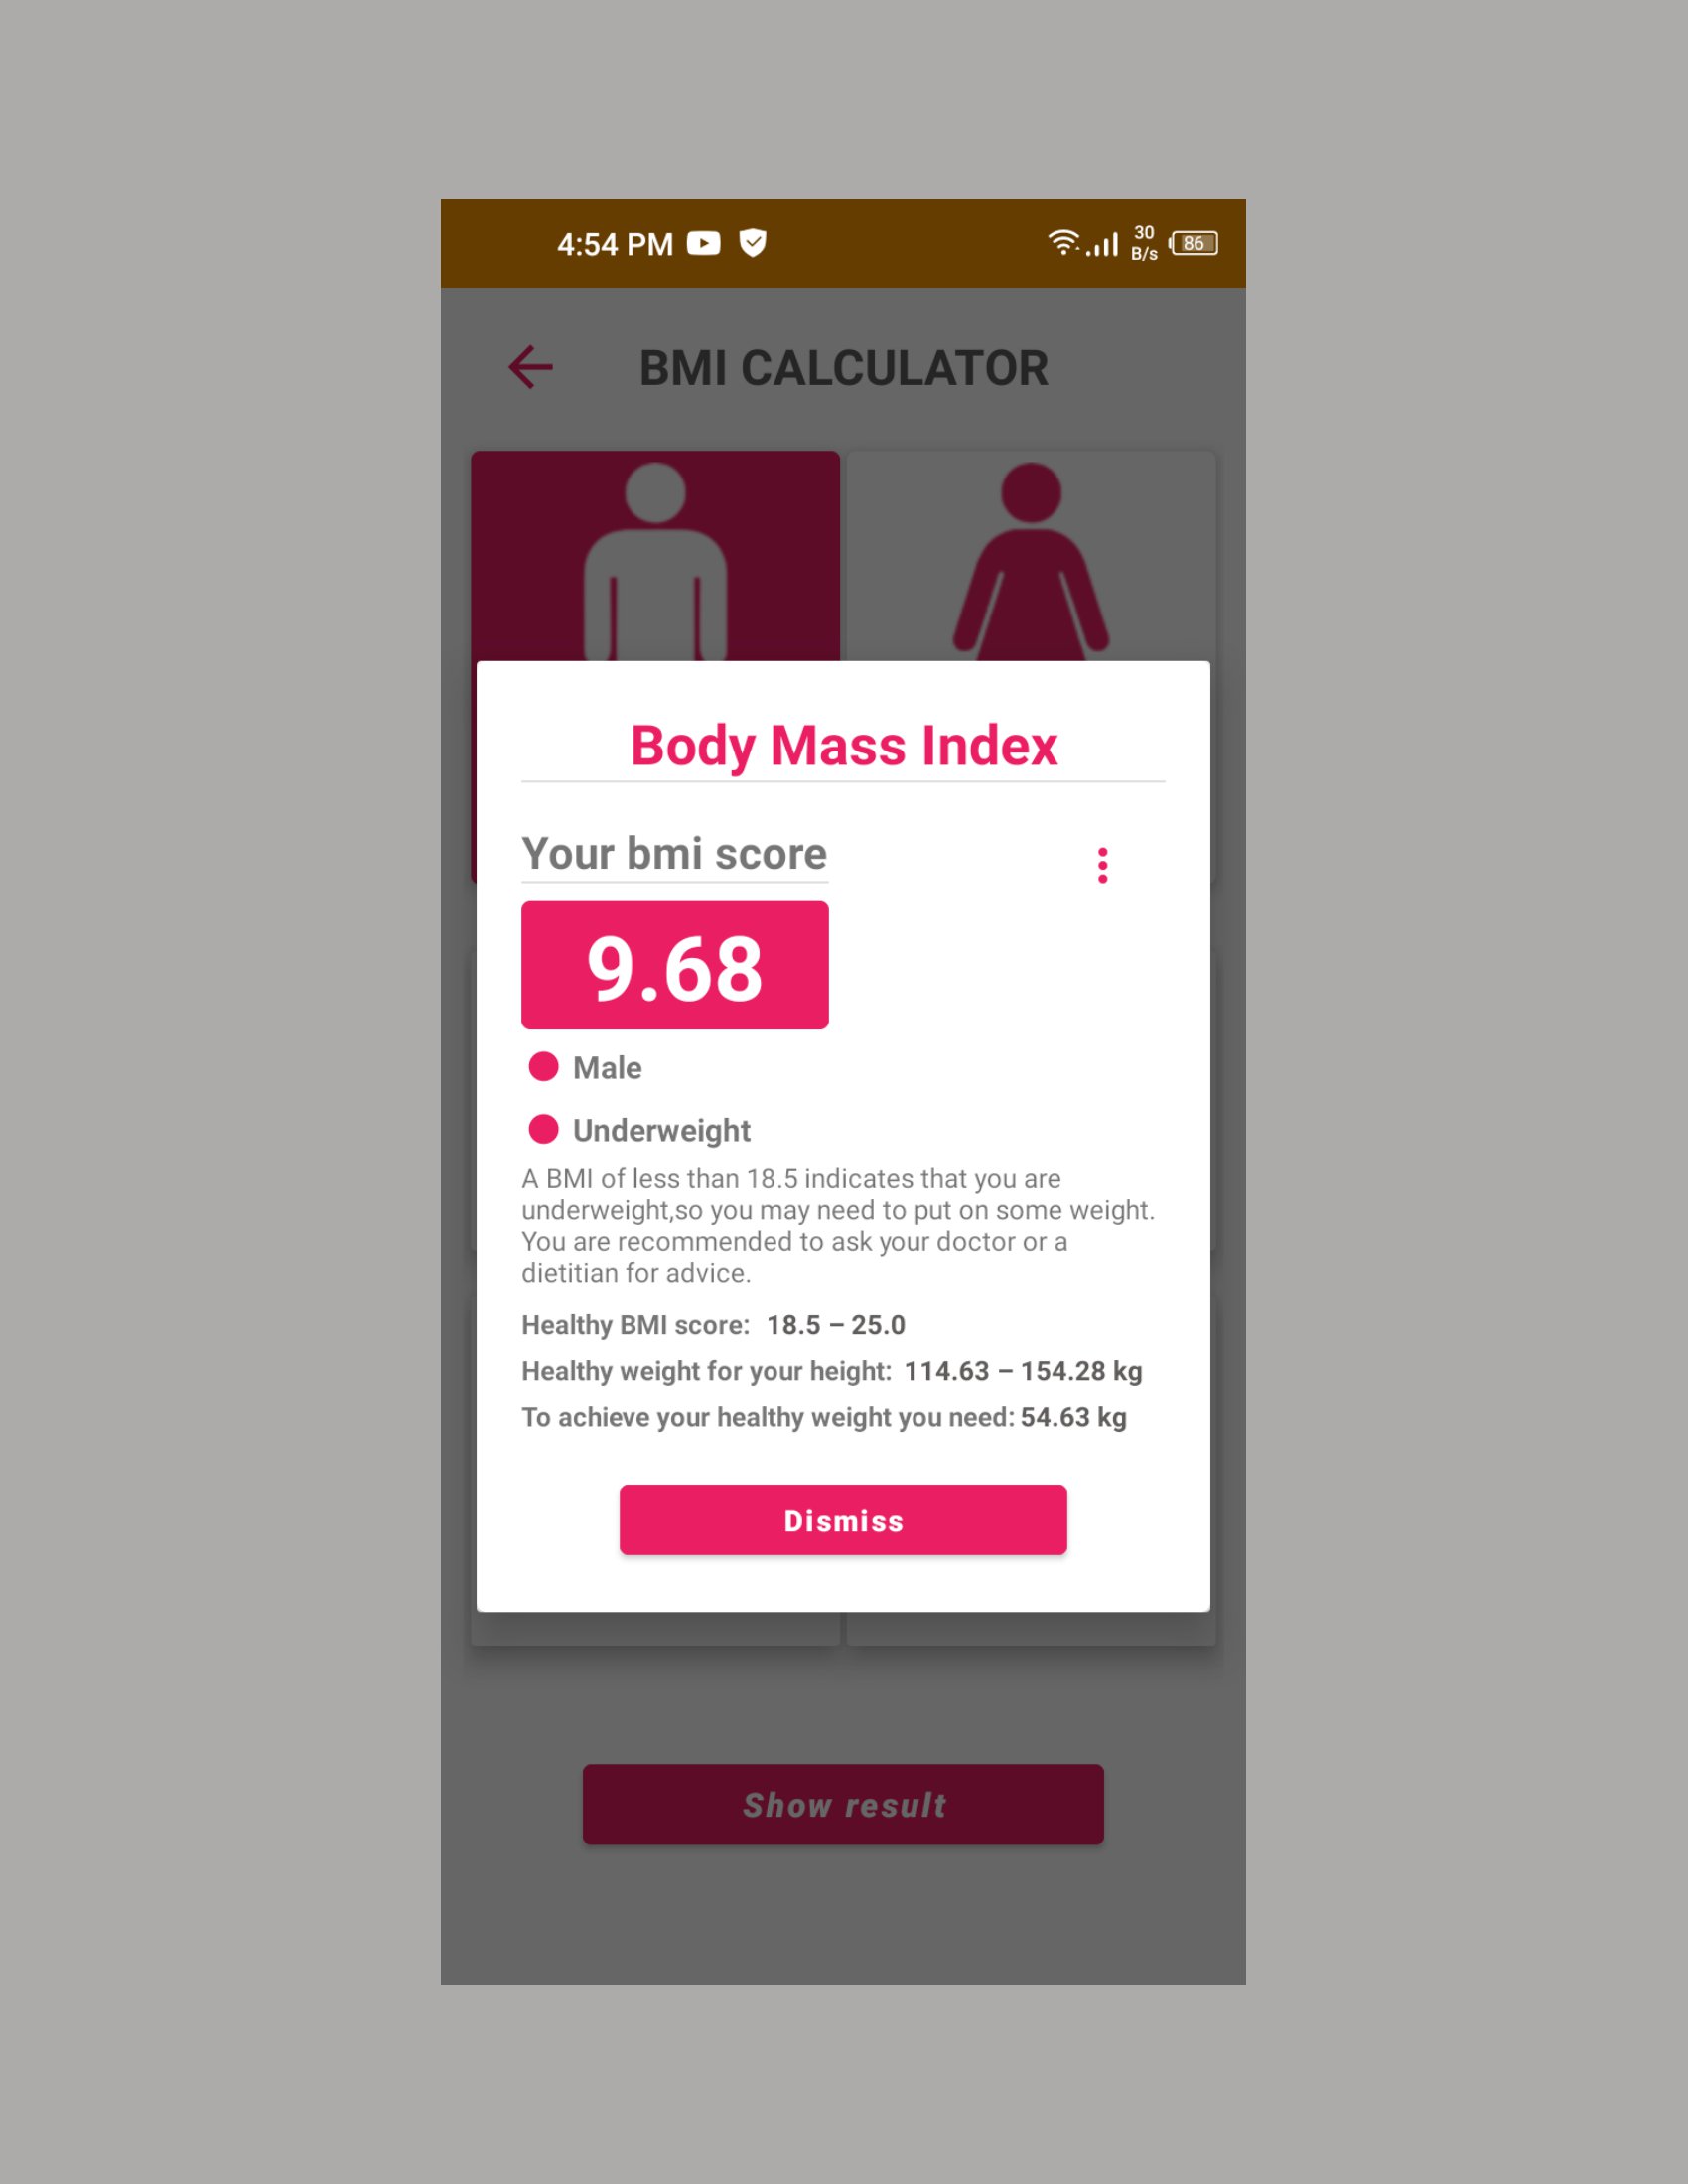 4:54 PM
30
B/s
86
BMI CALCULATOR
Body Mass Index
Your bmi score
9.68
Male
Underweight
A BMI of less than 18.5 indicates that you are
underweight,so you may need to put on some weight.
You are recommended to ask your doctor or a
dietitian for advice.
Healthy BMI score: 18.5 – 25.0
Healthy weight for your height: 114.63 – 154.28 kg
To achieve your healthy weight you need: 54.63 kg
Dismiss
Show result